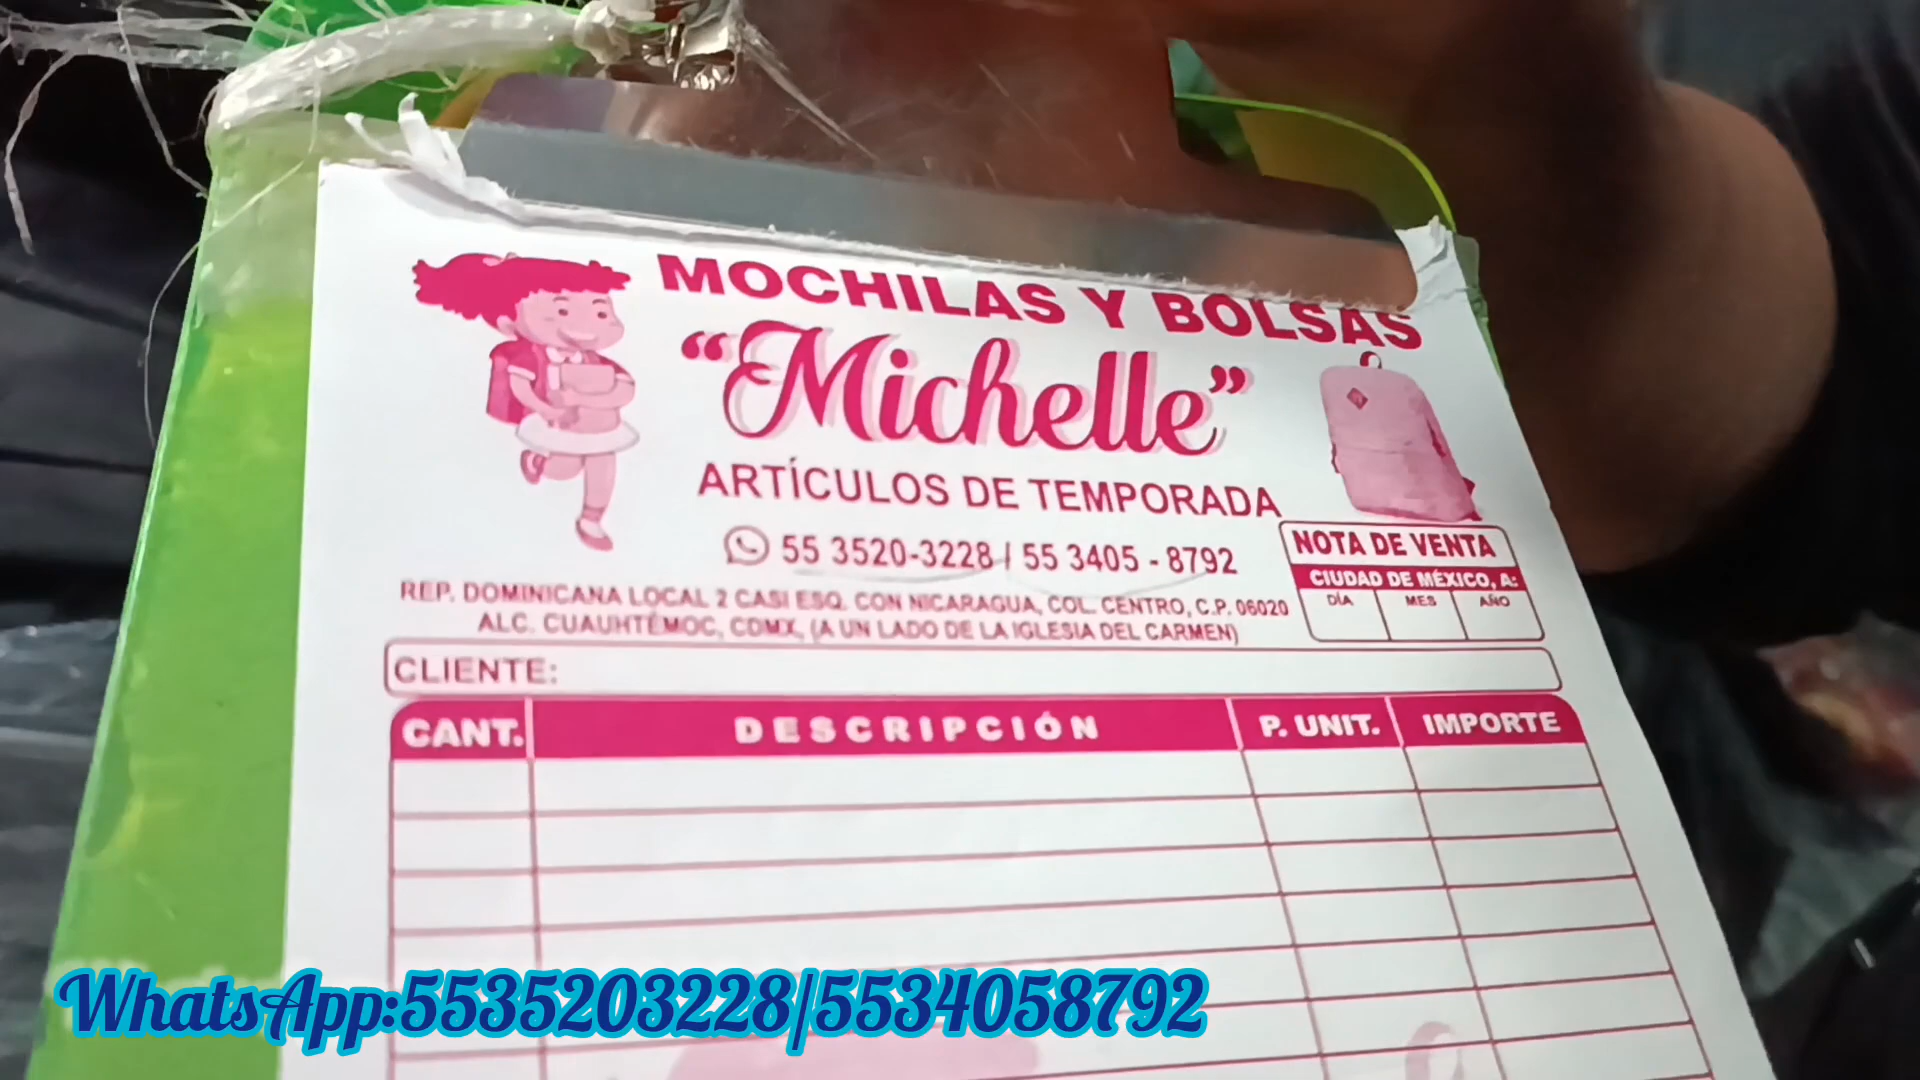 MOCHILAS Y BOLSAS
“Michelle”
ARTÍCULOS DE TEMPORADA
55 3520-3228 / 55 3405 - 8792
REP. DOMINICANA LOCAL 2 CASI ESQ. CON NICARAGUA, COL. CENTRO, C.P. 06020
ALC. CUAUHTÉMOC, CDMX, (A UN LADO DE LA IGLESIA DEL CARMEN)
NOTA DE VENTA
CIUDAD DE MÉXICO, A:
DÍA MES AÑO
CLIENTE:
CANT. DESCRIPCIÓN P. UNIT. IMPORTE
WhatsApp:5535203228/5534058792